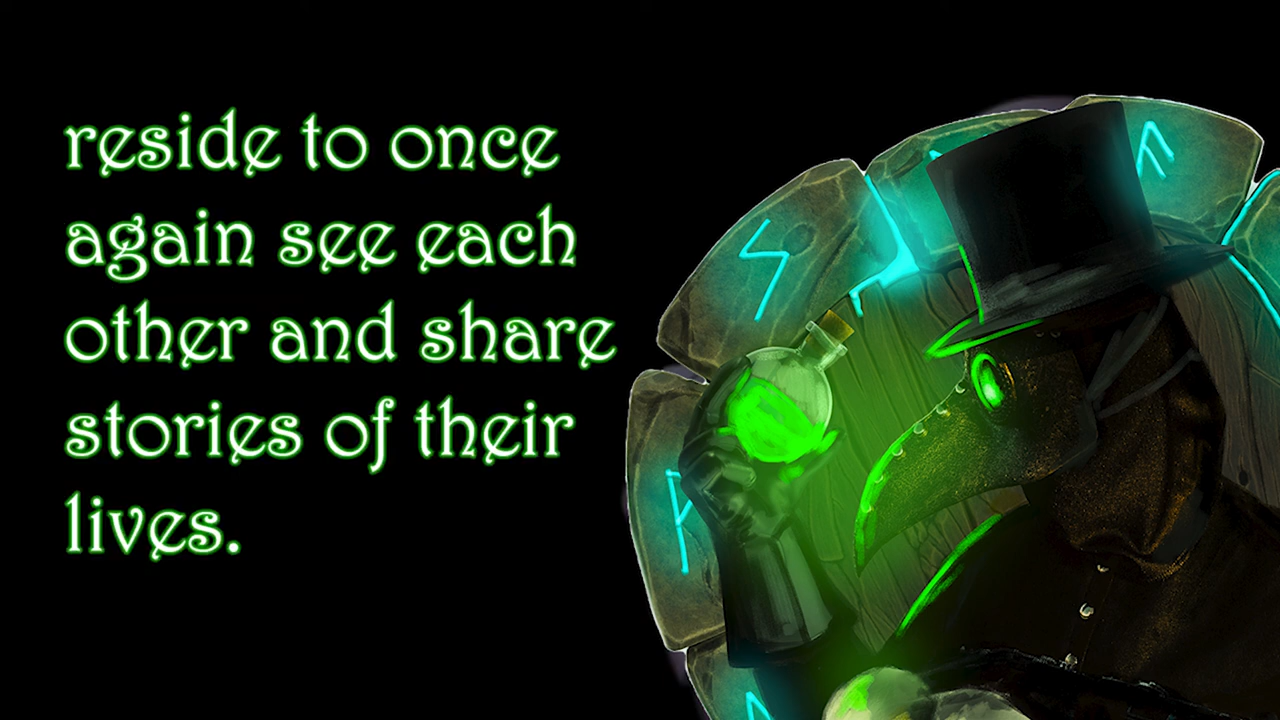 reside to once
again see each
other and share
stories of their
lives.